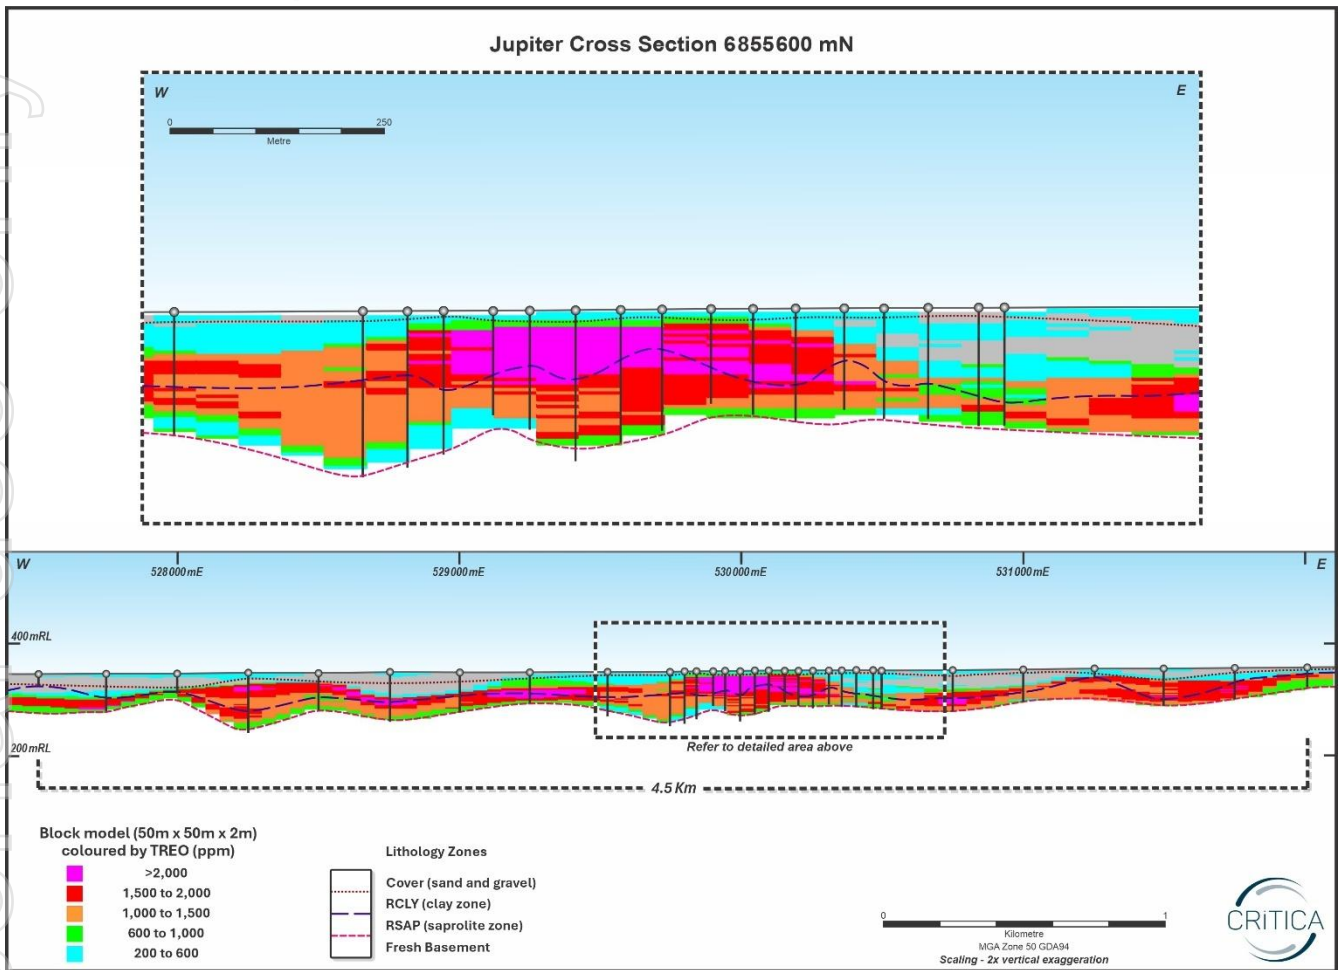 Jupiter Cross Section 6855600 mN
W
E
0
250
Metre
W
528000mE
529000mE
530000mE
531000mE
E
400mRL
Refer to detailed area above
200mRL
4.5 Km
Block model (50m x 50m x 2m)
coloured by TREO (ppm)
>2,000
1,500 to 2,000
1,000 to 1,500
600 to 1,000
200 to 600
Lithology Zones
Cover (sand and gravel)
RCLY (clay zone)
RSAP (saprolite zone)
Fresh Basement
0
1
Kilometre
MGA Zone 50 GDA94
Scaling - 2x vertical exaggeration
CRiTICA